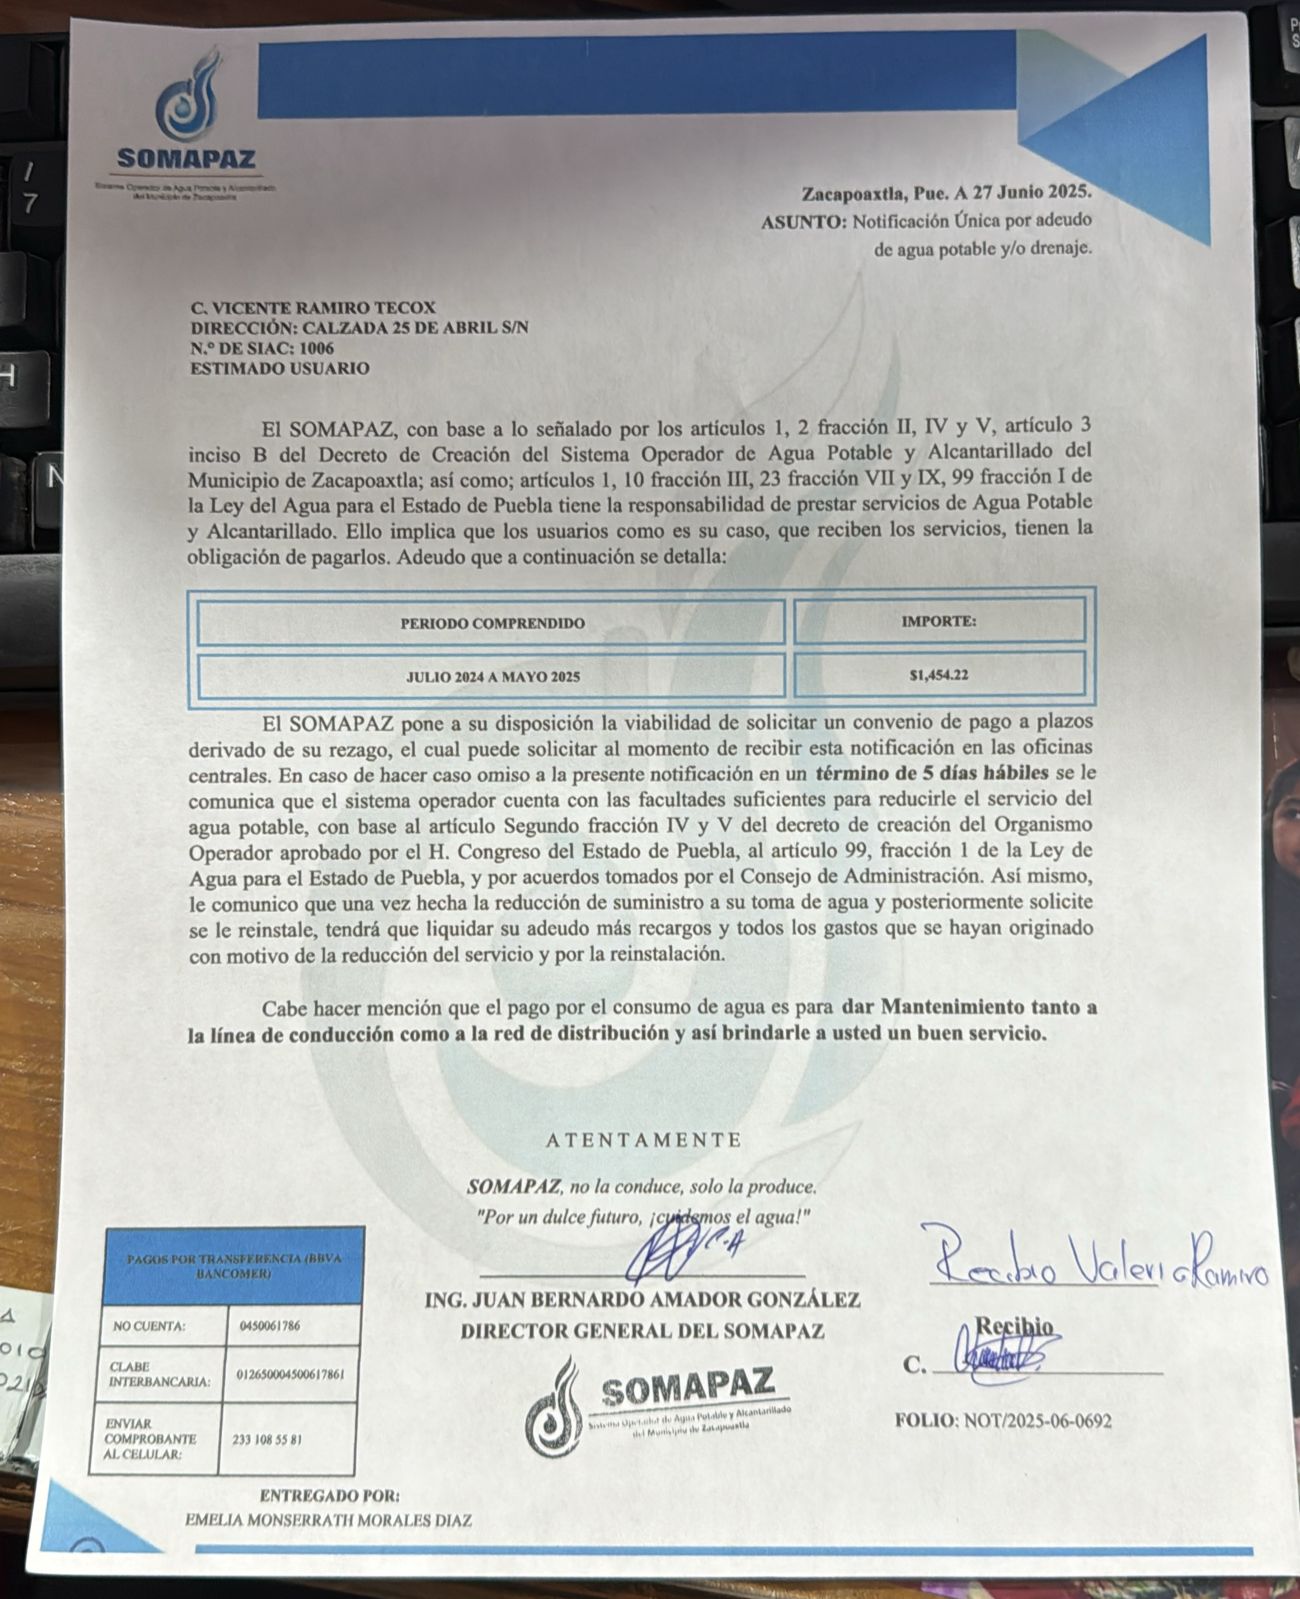 SOMAPAZ
Sistema Operador de Agua Potable y Alcantarillado
del Municipio de Zacapoaxtla
Zacapoaxtla, Pue. A 27 Junio 2025.
ASUNTO: Notificación Única por adeudo
de agua potable y/o drenaje.
C. VICENTE RAMIRO TECOX
DIRECCIÓN: CALZADA 25 DE ABRIL S/N
N.º DE SIAC: 1006
ESTIMADO USUARIO
El SOMAPAZ, con base a lo señalado por los artículos 1, 2 fracción II, IV y V, artículo 3
inciso B del Decreto de Creación del Sistema Operador de Agua Potable y Alcantarillado del
Municipio de Zacapoaxtla; así como; artículos 1, 10 fracción III, 23 fracción VII y IX, 99 fracción I de
la Ley del Agua para el Estado de Puebla tiene la responsabilidad de prestar servicios de Agua Potable
y Alcantarillado. Ello implica que los usuarios como es su caso, que reciben los servicios, tienen la
obligación de pagarlos. Adeudo que a continuación se detalla:
PERIODO COMPRENDIDO IMPORTE:
JULIO 2024 A MAYO 2025 $1,454.22
El SOMAPAZ pone a su disposición la viabilidad de solicitar un convenio de pago a plazos
derivado de su rezago, el cual puede solicitar al momento de recibir esta notificación en las oficinas
centrales. En caso de hacer caso omiso a la presente notificación en un término de 5 días hábiles se le
comunica que el sistema operador cuenta con las facultades suficientes para reducirle el servicio del
agua potable, con base al artículo Segundo fracción IV y V del decreto de creación del Organismo
Operador aprobado por el H. Congreso del Estado de Puebla, al artículo 99, fracción 1 de la Ley de
Agua para el Estado de Puebla, y por acuerdos tomados por el Consejo de Administración. Así mismo,
le comunico que una vez hecha la reducción de suministro a su toma de agua y posteriormente solicite
se le reinstale, tendrá que liquidar su adeudo más recargos y todos los gastos que se hayan originado
con motivo de la reducción del servicio y por la reinstalación.
Cabe hacer mención que el pago por el consumo de agua es para dar Mantenimiento tanto a
la línea de conducción como a la red de distribución y así brindarle a usted un buen servicio.
ATENTAMENTE
SOMAPAZ, no la conduce, solo la produce.
"Por un dulce futuro, ¡cuidemos el agua!"
ING. JUAN BERNARDO AMADOR GONZÁLEZ
DIRECTOR GENERAL DEL SOMAPAZ
SOMAPAZ
Sistema Operador de Agua Potable y Alcantarillado
del Municipio de Zacapoaxtla
Recibio Valeria Ramiro
Recibio
C.
FOLIO: NOT/2025-06-0692
PAGOS POR TRANSFERENCIA (BBVA
BANCOMER)
NO CUENTA: 0450061786
CLABE
INTERBANCARIA: 012650004500617861
ENVIAR
COMPROBANTE
AL CELULAR: 233 108 55 81
ENTREGADO POR:
EMELIA MONSERRATH MORALES DIAZ